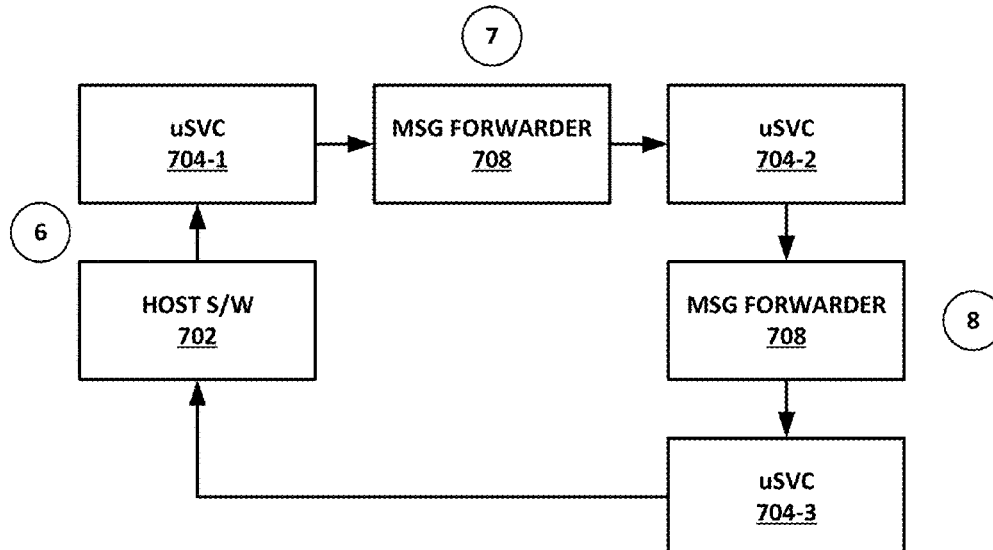 7
uSVC
704-1
MSG FORWARDER
708
uSVC
704-2
6
HOST S/W
702
MSG FORWARDER
708
8
uSVC
704-3